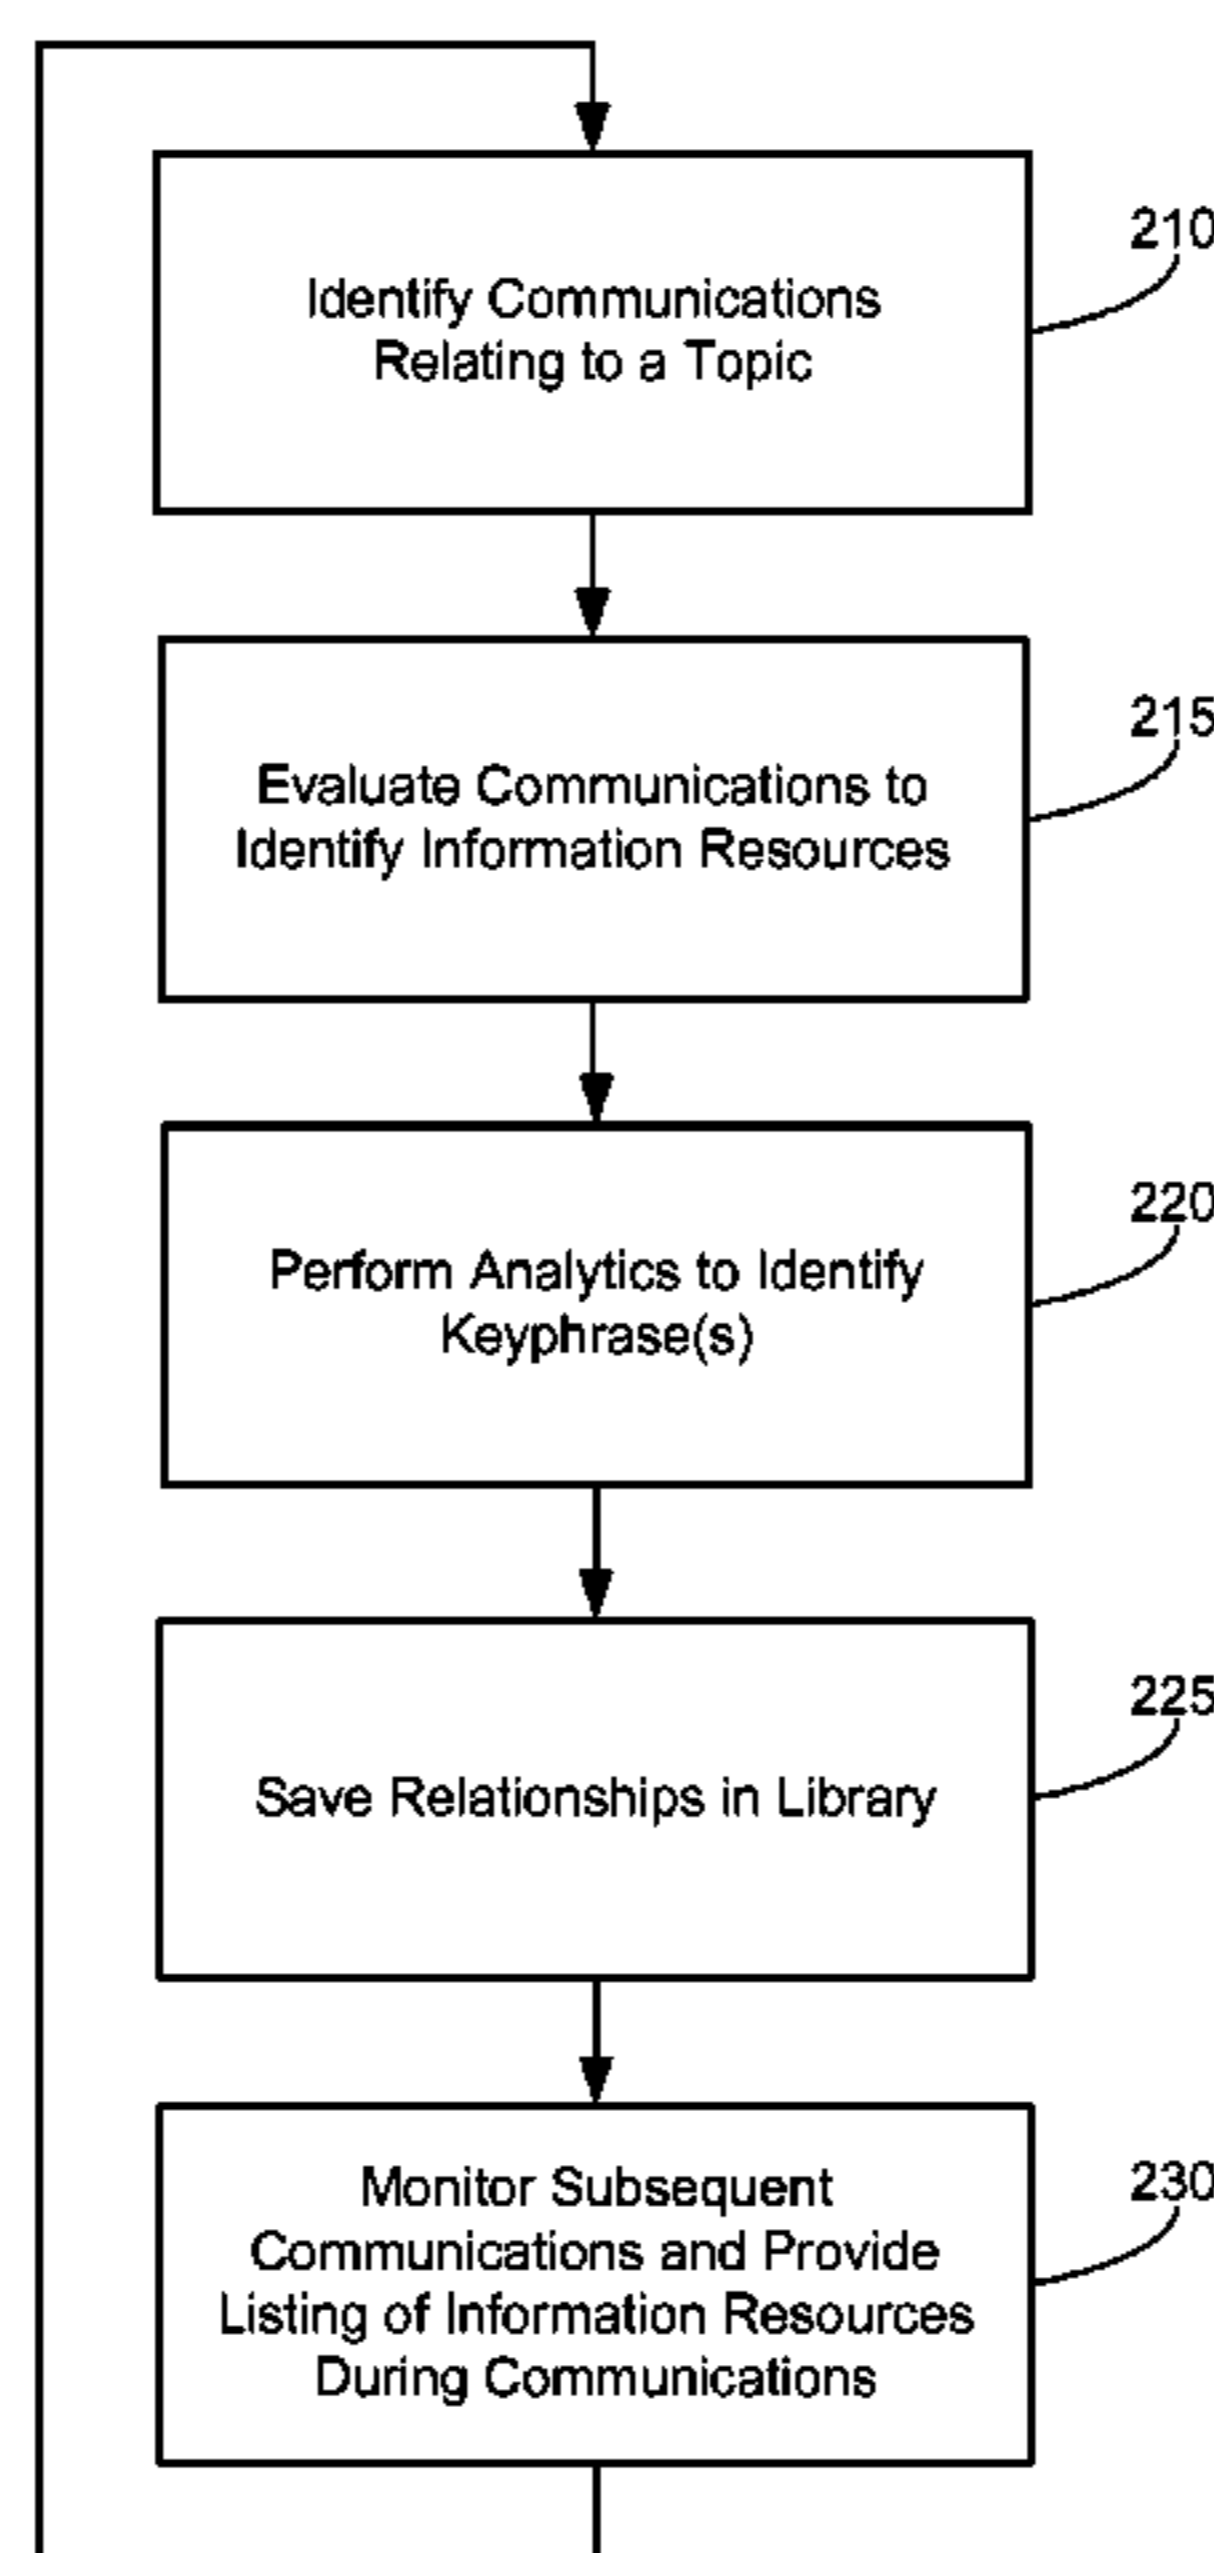 210
Identify Communications
Relating to a Topic
215
Evaluate Communications to
Identify Information Resources
220
Perform Analytics to Identify
Keyphrase(s)
225
Save Relationships in Library
230
Monitor Subsequent
Communications and Provide
Listing of Information Resources
During Communications